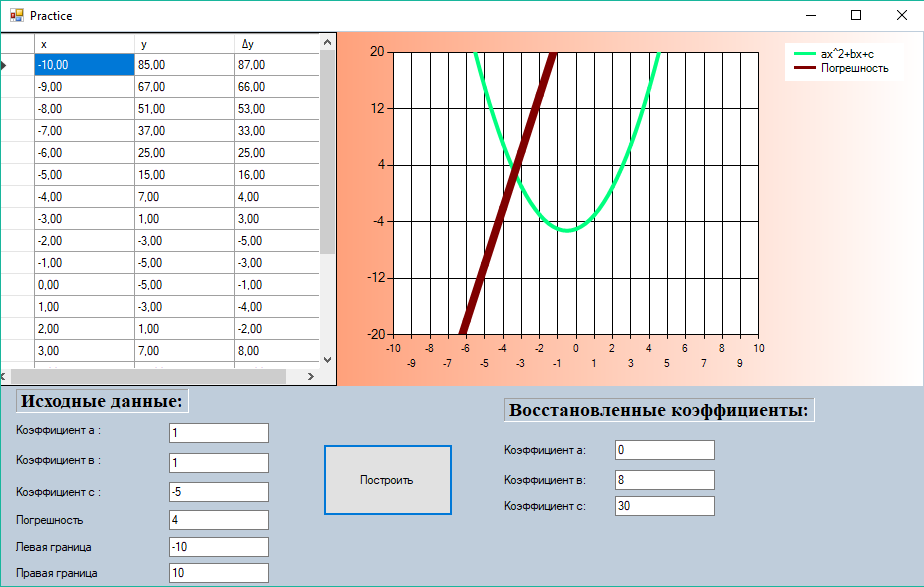 Practice
x y Δy
-10,00 85,00 87,00
-9,00 67,00 66,00
-8,00 51,00 53,00
-7,00 37,00 33,00
-6,00 25,00 25,00
-5,00 15,00 16,00
-4,00 7,00 4,00
-3,00 1,00 3,00
-2,00 -3,00 -5,00
-1,00 -5,00 -3,00
0,00 -5,00 -1,00
1,00 -3,00 -4,00
2,00 1,00 -2,00
3,00 7,00 8,00
20
12
4
-4
-12
-20
-10 -8 -6 -4 -2 0 2 4 6 8 10
-9 -7 -5 -3 -1 1 3 5 7 9
ax^2+bx+c
Погрешность
Исходные данные:
Коэффициент а : 1
Коэффициент в : 1
Коэффициент с : -5
Погрешность 4
Левая граница -10
Правая граница 10
Построить
Восстановленные коэффициенты:
Коэффициент а: 0
Коэффициент в: 8
Коэффициент с: 30